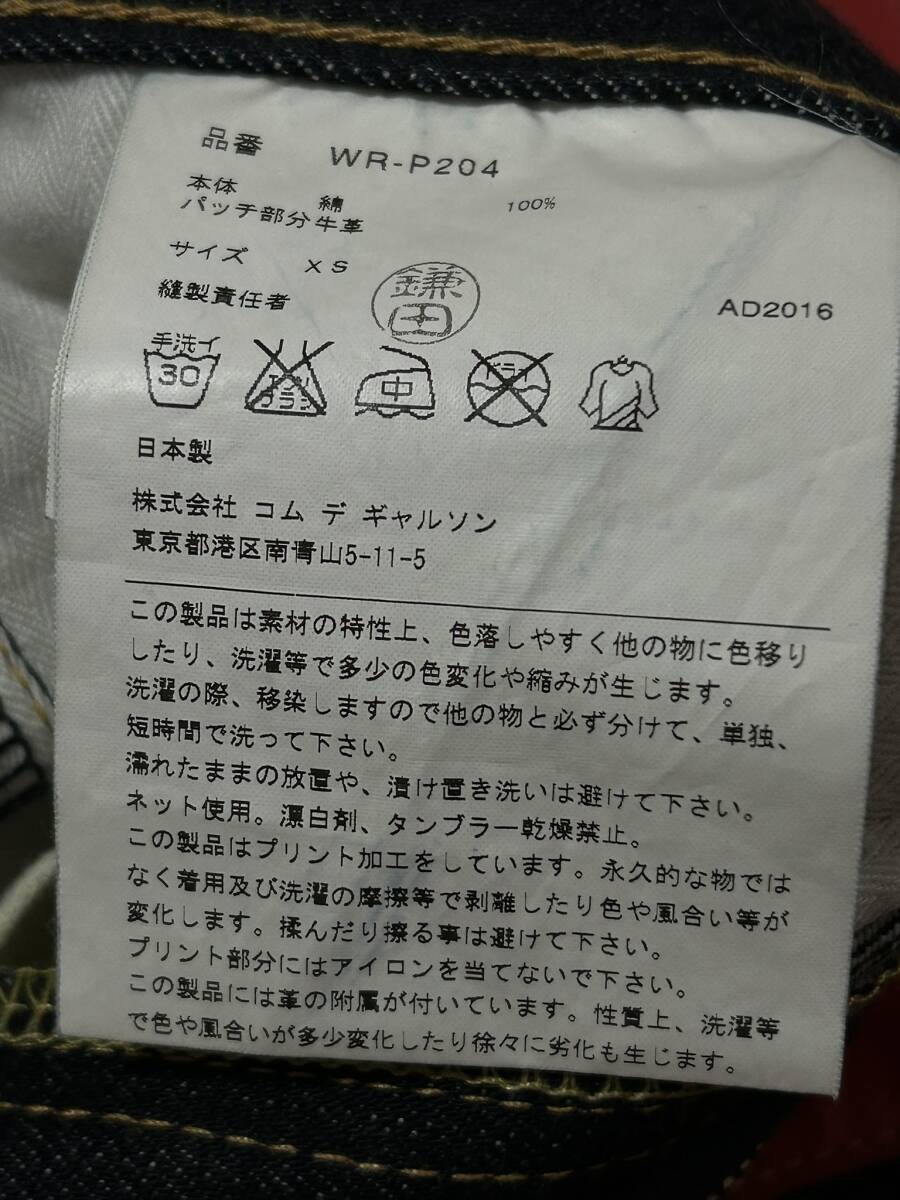 品番 WR-P204
本体 綿 100%
パッチ部分牛革
サイズ XS
縫製責任者 鎌田
AD2016
手洗イ
30 エンソ サラシ 中 ドライ
日本製
株式会社 コム デ ギャルソン
東京都港区南青山5-11-5
この製品は素材の特性上、色落しやすく他の物に色移り
したり、洗濯等で多少の色変化や縮みが生じます。
洗濯の際、移染しますので他の物と必ず分けて、単独、
短時間で洗って下さい。
濡れたままの放置や、漬け置き洗いは避けて下さい。
ネット使用。漂白剤、タンブラー乾燥禁止。
この製品はプリント加工をしています。永久的な物では
なく着用及び洗濯の摩擦等で剥離したり色や風合い等が
変化します。揉んだり擦る事は避けて下さい。
プリント部分にはアイロンを当てないで下さい。
この製品には革の附属が付いています。性質上、洗濯等
で色や風合いが多少変化したり徐々に劣化も生じます。